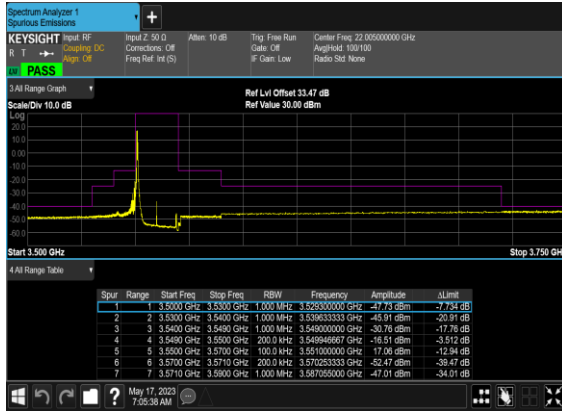 Spectrum Analyzer 1
Spurious Emissions
+
KEYSIGHT
R T
Input: RF
Coupling: DC
Align: Off
Input Z: 50 Ω
Corrections: Off
Freq Ref: Int (S)
Atten: 10 dB
Trig: Free Run
Gate: Off
IF Gain: Low
Center Freq: 22.005000000 GHz
Avg|Hold: 100/100
Radio Std: None
PASS
3 All Range Graph
Scale/Div 10.0 dB
Ref Lvl Offset 33.47 dB
Ref Value 30.00 dBm
Log
20.0
10.0
0.00
-10.0
-20.0
-30.0
-40.0
-50.0
-60.0
Start 3.500 GHz
Stop 3.750 GH
4 All Range Table
Spur Range Start Freq Stop Freq RBW Frequency Amplitude ΔLimit
1 1 3.5000 GHz 3.5300 GHz 1.000 MHz 3.529300000 GHz -47.73 dBm -7.734 dB
2 2 3.5300 GHz 3.5400 GHz 1.000 MHz 3.539633333 GHz -45.91 dBm -20.91 dB
3 3 3.5400 GHz 3.5490 GHz 1.000 MHz 3.549000000 GHz -30.76 dBm -17.76 dB
4 4 3.5490 GHz 3.5500 GHz 200.0 kHz 3.549946667 GHz -16.51 dBm -3.512 dB
5 5 3.5500 GHz 3.5700 GHz 100.0 kHz 3.551000000 GHz 17.06 dBm -12.94 dB
6 6 3.5700 GHz 3.5710 GHz 200.0 kHz 3.570253333 GHz -52.47 dBm -39.47 dB
7 7 3.5710 GHz 3.5900 GHz 1.000 MHz 3.587055000 GHz -47.01 dBm -34.01 dB
?
May 17, 2023
7:05:38 AM